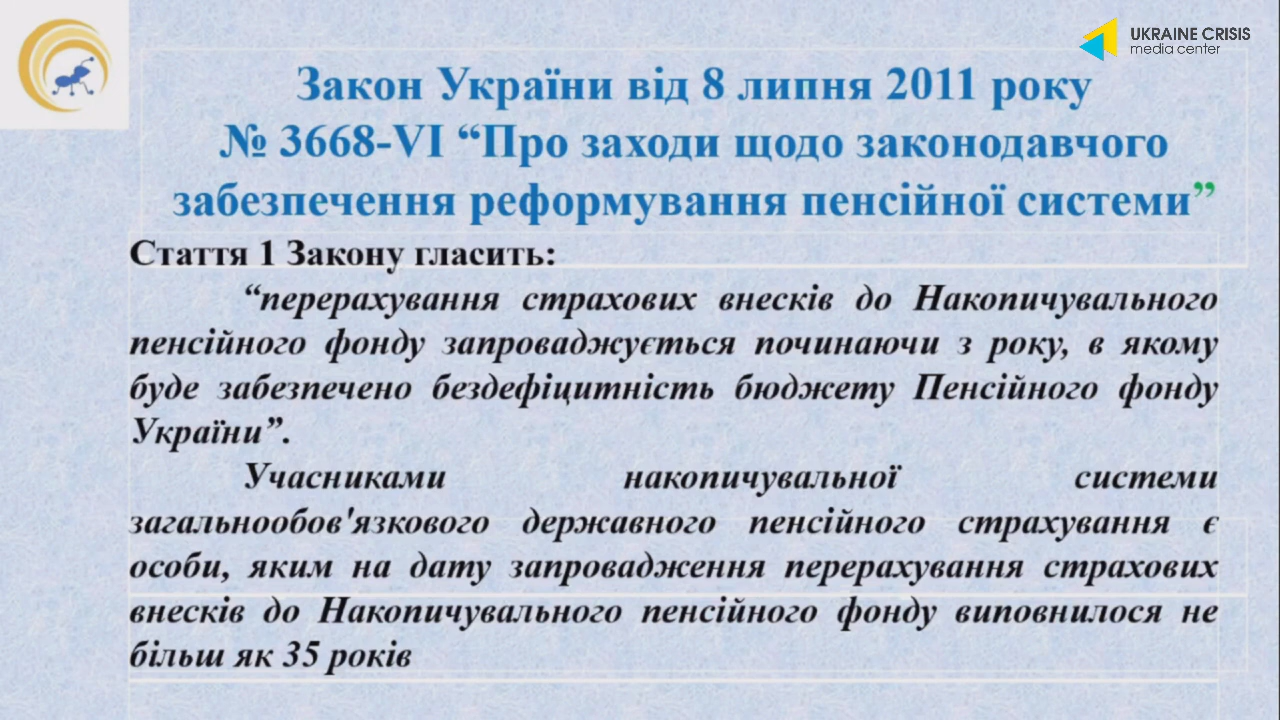 UKRAINE CRISIS
media center
Закон України від 8 липня 2011 року
№ 3668-VI “Про заходи щодо законодавчого
забезпечення реформування пенсійної системи”
Стаття 1 Закону гласить:
“перерахування страхових внесків до Накопичувального
пенсійного фонду запроваджується починаючи з року, в якому
буде забезпечено бездефіцитність бюджету Пенсійного фонду
України”.
Учасниками накопичувальної системи
загальнообов'язкового державного пенсійного страхування є
особи, яким на дату запровадження перерахування страхових
внесків до Накопичувального пенсійного фонду виповнилося не
більш як 35 років